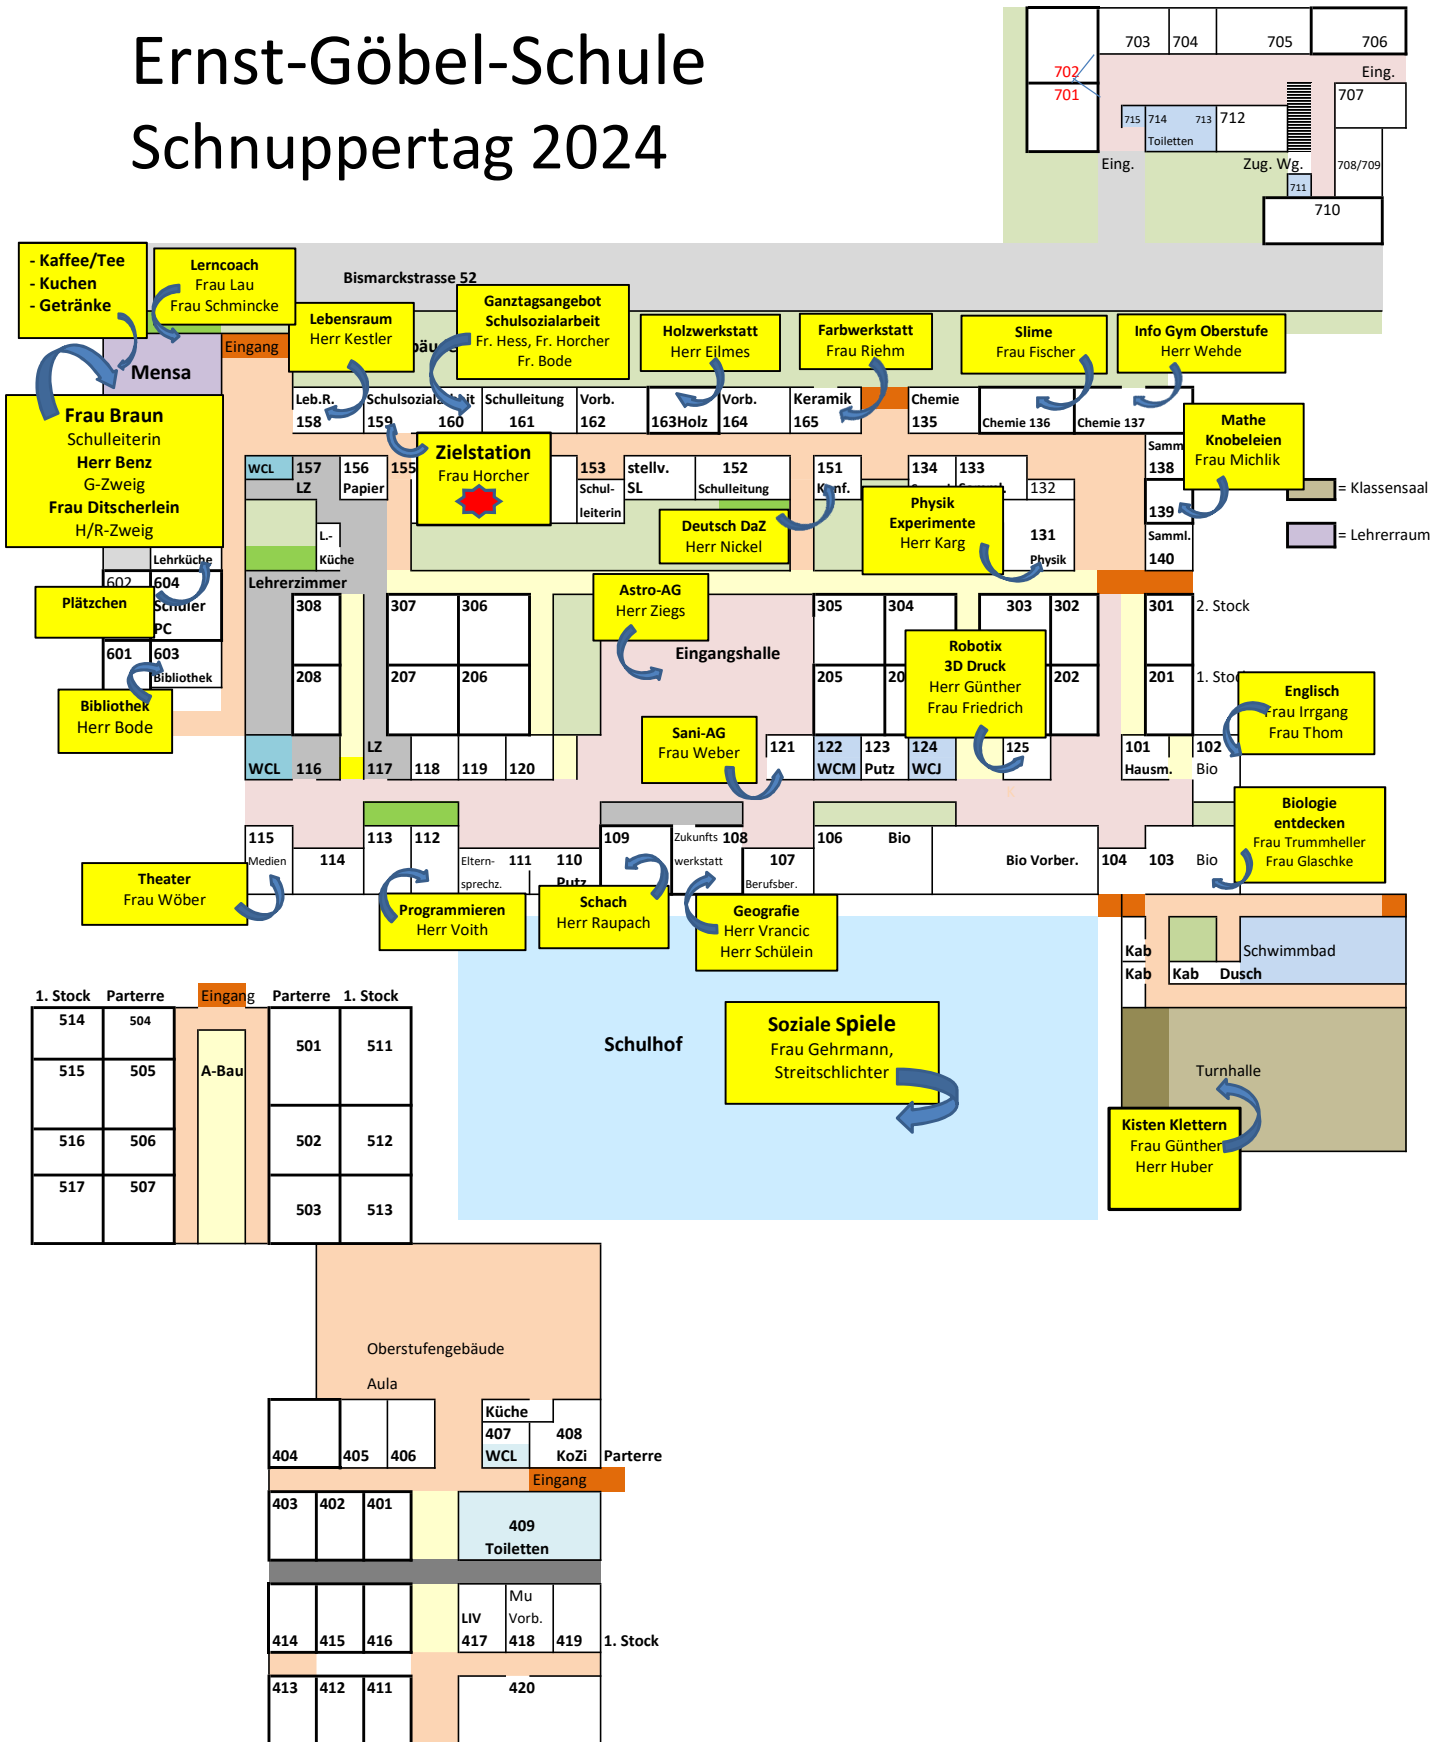 Ernst-Göbel-Schule
Schnuppertag 2024
703 704 705 706
702
701
Eing.
707
715 714 713 712
Toiletten
Eing.
Zug. Wg.
708/709
711
710
- Kaffee/Tee
- Kuchen
- Getränke
Lerncoach
Frau Lau
Frau Schmincke
Bismarckstrasse 52
Lebensraum
Herr Kestler
Ganztagsangebot
Schulsozialarbeit
Fr. Hess, Fr. Horcher
Fr. Bode
Holzwerkstatt
Herr Eilmes
Farbwerkstatt
Frau Riehm
Slime
Frau Fischer
Info Gym Oberstufe
Herr Wehde
Eingang
Mensa
Frau Braun
Schulleiterin
Herr Benz
G-Zweig
Frau Ditscherlein
H/R-Zweig
Leb.R.
158
Schulsozialarbeit
159 160
Schulleitung
161
Vorb.
162
163Holz
Vorb.
164
Keramik
165
Chemie
135
Chemie 136
Chemie 137
Mathe
Knobeleien
Frau Michlik
Zielstation
Frau Horcher
WCL
157
LZ
156
Papier
155
153
Schul-
leiterin
stellv.
SL
152
Schulleitung
151
Konf.
134 133
132
131
Physik
138
139
Samml.
140
= Klassensaal
= Lehrerraum
Deutsch DaZ
Herr Nickel
Physik
Experimente
Herr Karg
L.-
Küche
Lehrküche
Lehrerzimmer
Plätzchen
602 604
Schüler
PC
601 603
Bibliothek
Bibliothek
Herr Bode
Astro-AG
Herr Ziegs
Eingangshalle
308 307 306 305 304 303 302 301 2. Stock
208 207 206 205 202 201 1. Stock
Robotix
3D Druck
Herr Günther
Frau Friedrich
Englisch
Frau Irrgang
Frau Thom
Sani-AG
Frau Weber
WCL
116
LZ
117
118 119 120
121
122
WCM
123
Putz
124
WCJ
125
101
Hausm.
102
Bio
Biologie
entdecken
Frau Trummheller
Frau Glaschke
115
Medien
114
113 112
Eltern-
sprechz.
111
110
Putz
109
Zukunfts 108
werkstatt
107
Berufsber.
106 Bio
Bio Vorber.
104 103 Bio
Theater
Frau Wöber
Programmieren
Herr Voith
Schach
Herr Raupach
Geografie
Herr Vrancic
Herr Schülein
Kab
Kab Kab Dusch
Schwimmbad
1. Stock Parterre Eingang Parterre 1. Stock
514 504
501 511
515 505
A-Bau
516 506
502 512
517 507
503 513
Schulhof
Soziale Spiele
Frau Gehrmann,
Streitschlichter
Turnhalle
Kisten Klettern
Frau Günther
Herr Huber
Oberstufengebäude
Aula
Küche
407
WCL
408
KoZi
Parterre
404 405 406
Eingang
403 402 401
409
Toiletten
414 415 416
LIV
417
Mu
Vorb.
418
419 1. Stock
413 412 411 420